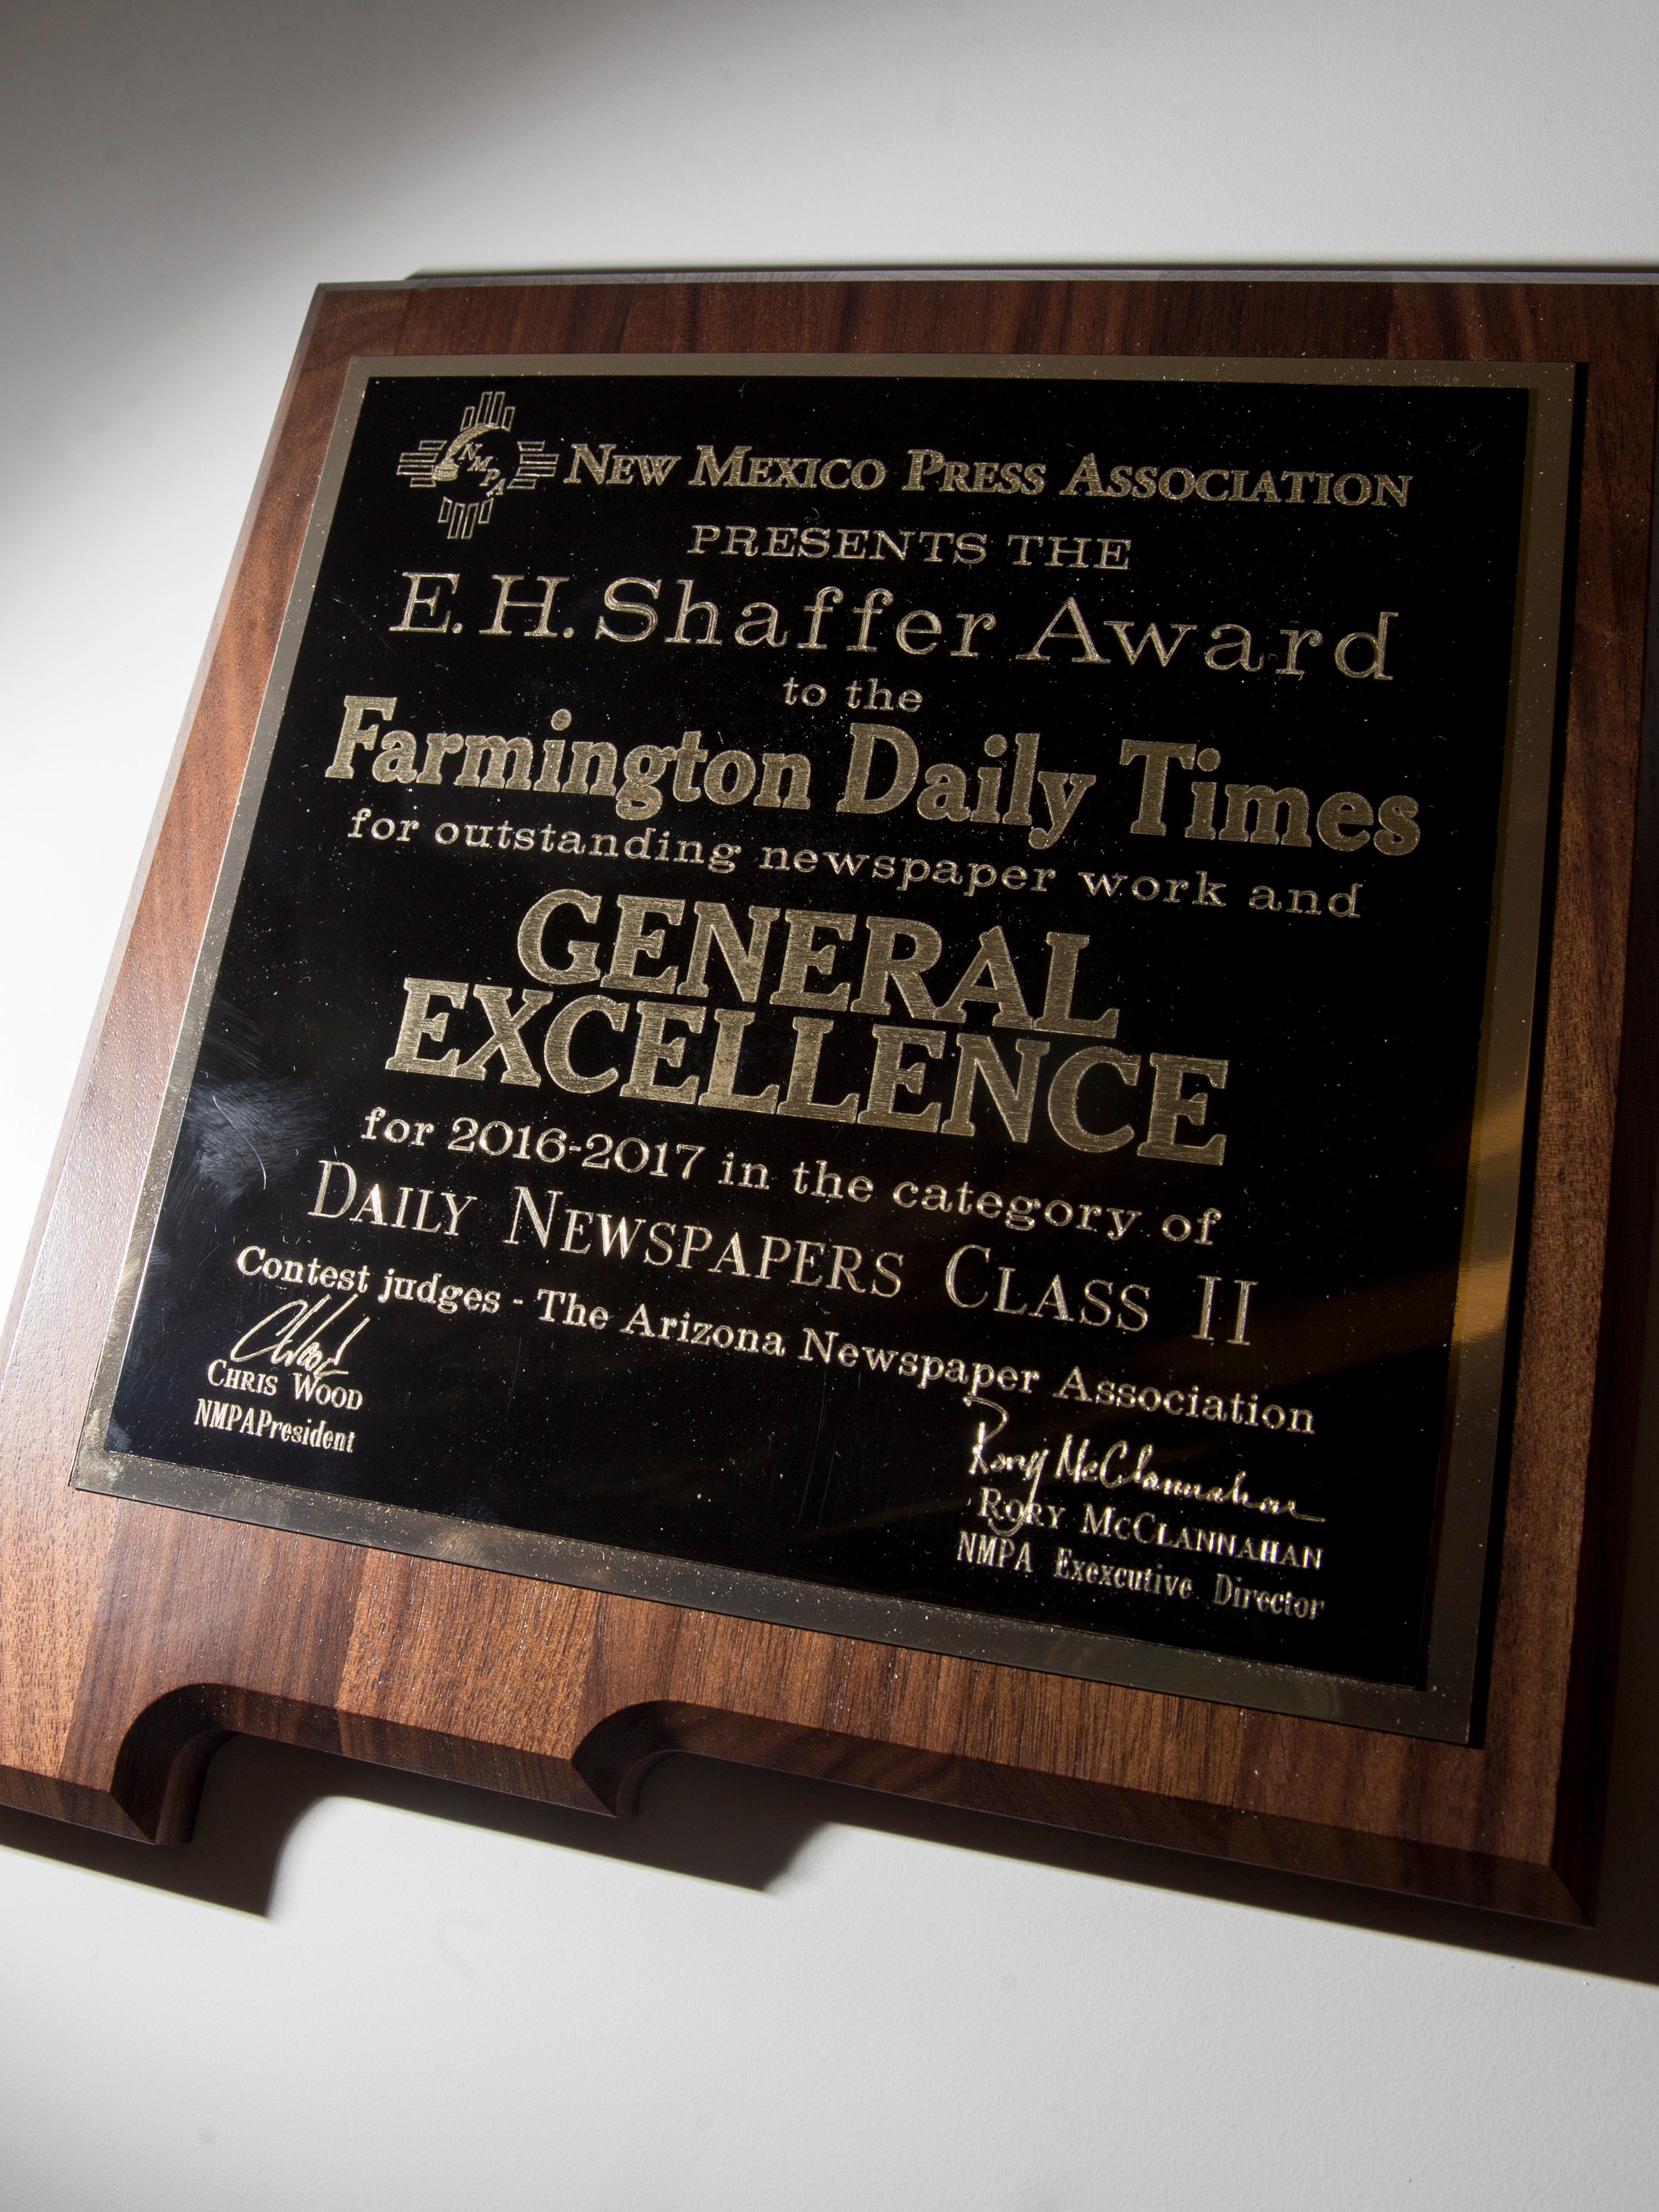 NMPA
NEW MEXICO PRESS ASSOCIATION
PRESENTS THE
E. H. Shaffer Award
to the
Farmington Daily Times
for outstanding newspaper work and
GENERAL
EXCELLENCE
for 2016-2017 in the category of
DAILY NEWSPAPERS CLASS II
Contest judges - The Arizona Newspaper Association
CWood
CHRIS WOOD
NMPAPresident
Rory McClannahan
RORY MCCLANNAHAN
NMPA Exexcutive Director